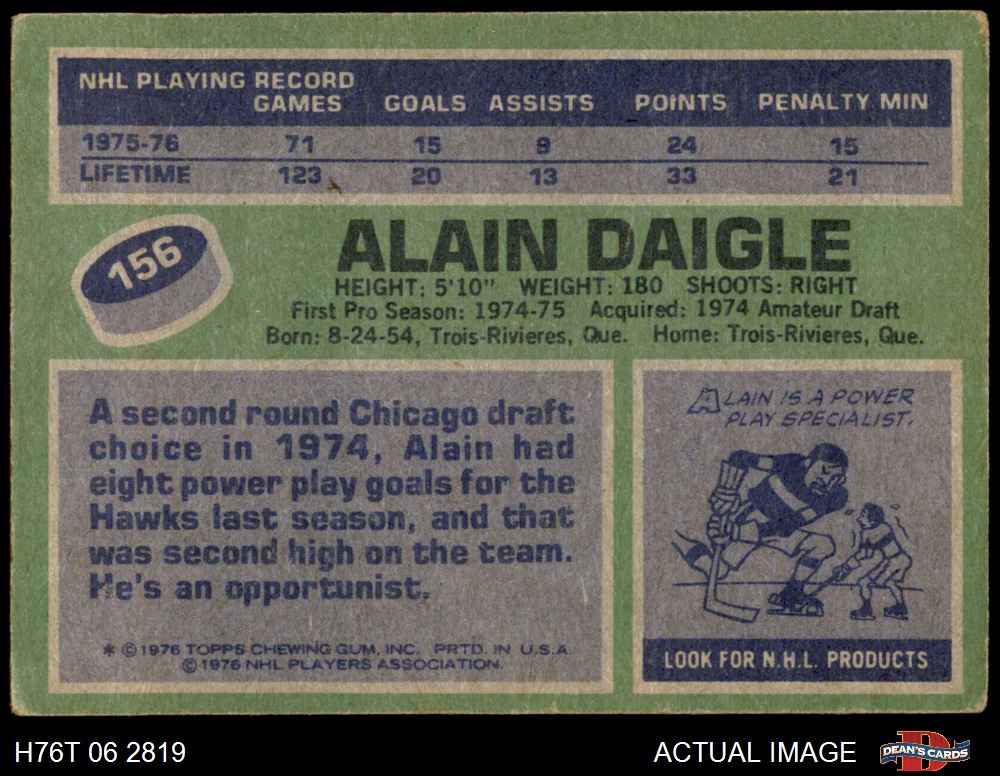 NHL PLAYING RECORD
GAMES GOALS ASSISTS POINTS PENALTY MIN
1975-76 71 15 9 24 15
LIFETIME 123 20 13 33 21
156
ALAIN DAIGLE
HEIGHT: 5'10" WEIGHT: 180 SHOOTS: RIGHT
First Pro Season: 1974-75 Acquired: 1974 Amateur Draft
Born: 8-24-54, Trois-Rivieres, Que. Home: Trois-Rivieres, Que.
A second round Chicago draft
choice in 1974, Alain had
eight power play goals for the
Hawks last season, and that
was second high on the team.
He's an opportunist.
* © 1976 TOPPS CHEWING GUM, INC. PRTD. IN U.S.A.
© 1976 NHL PLAYERS ASSOCIATION.
ALAIN IS A POWER
PLAY SPECIALIST.
LOOK FOR N.H.L. PRODUCTS
H76T 06 2819 ACTUAL IMAGE DEAN'S CARDS